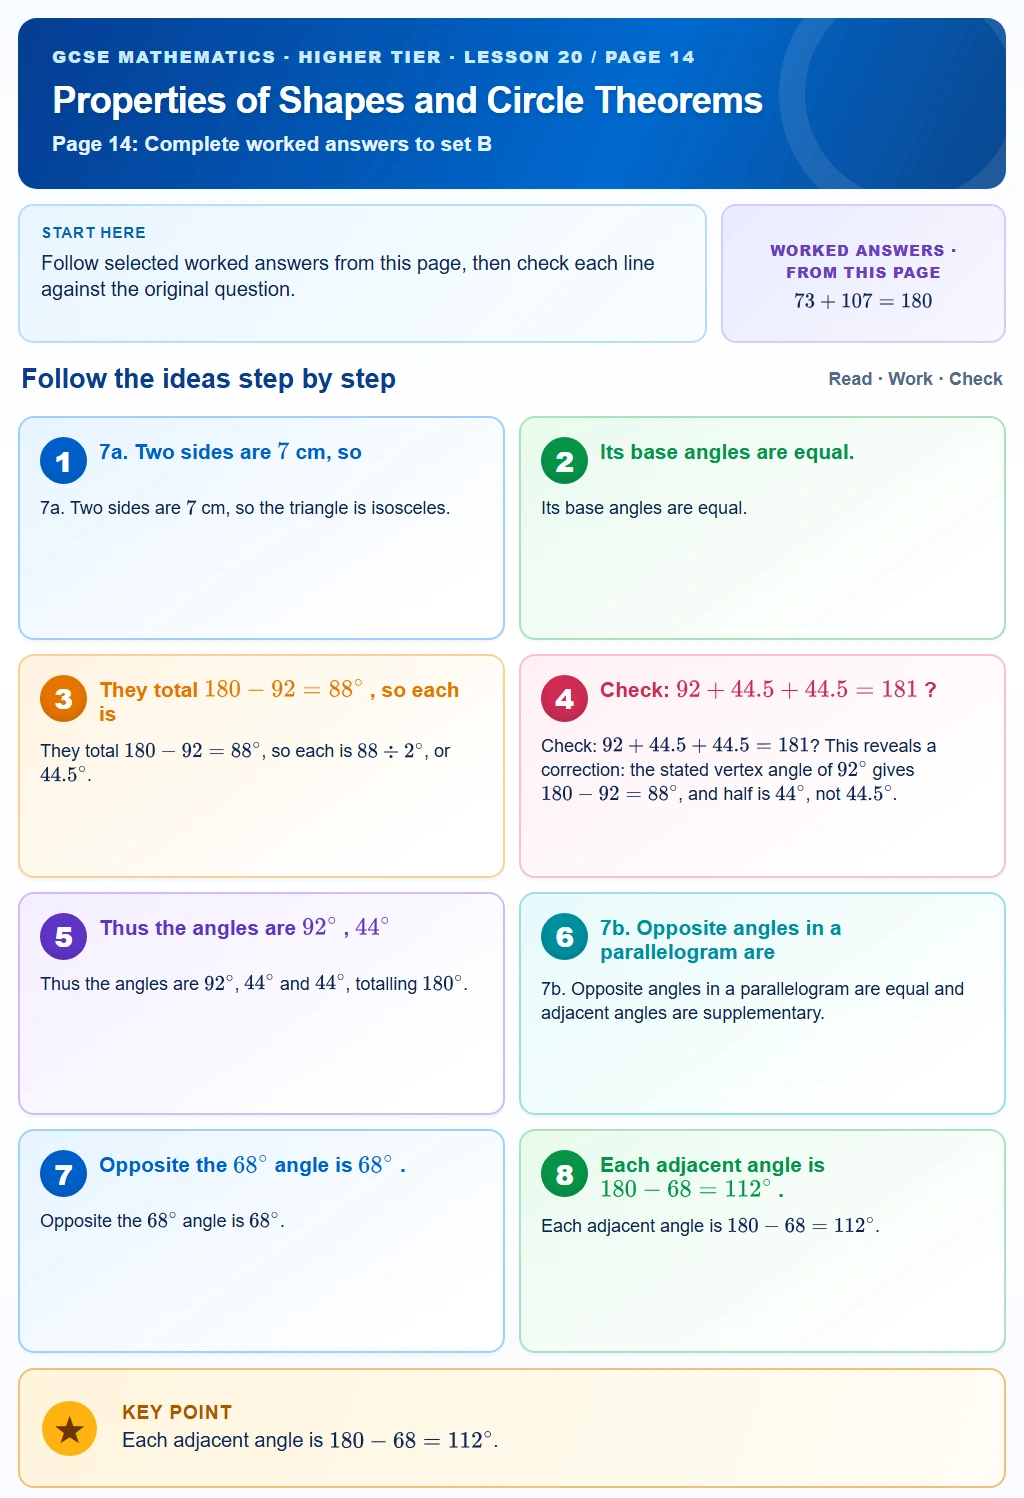 GCSE MATHEMATICS · HIGHER TIER · LESSON 20 / PAGE 14
Properties of Shapes and Circle Theorems
Page 14: Complete worked answers to set B
START HERE
Follow selected worked answers from this page, then check each line
against the original question.
WORKED ANSWERS ·
FROM THIS PAGE
73 + 107 = 180
Follow the ideas step by step
Read · Work · Check
1
7a. Two sides are 7 cm, so
7a. Two sides are 7 cm, so the triangle is isosceles.
2
Its base angles are equal.
Its base angles are equal.
3
They total 180 − 92 = 88° , so each
is
They total 180 − 92 = 88°, so each is 88 ÷ 2°, or
44.5°.
4
Check: 92 + 44.5 + 44.5 = 181 ?
Check: 92 + 44.5 + 44.5 = 181? This reveals a
correction: the stated vertex angle of 92° gives
180 − 92 = 88°, and half is 44°, not 44.5°.
5
Thus the angles are 92° , 44°
Thus the angles are 92°, 44° and 44°, totalling 180°.
6
7b. Opposite angles in a
parallelogram are
7b. Opposite angles in a parallelogram are equal and
adjacent angles are supplementary.
7
Opposite the 68° angle is 68° .
Opposite the 68° angle is 68°.
8
Each adjacent angle is
180 − 68 = 112° .
Each adjacent angle is 180 − 68 = 112°.
KEY POINT
Each adjacent angle is 180 − 68 = 112°.